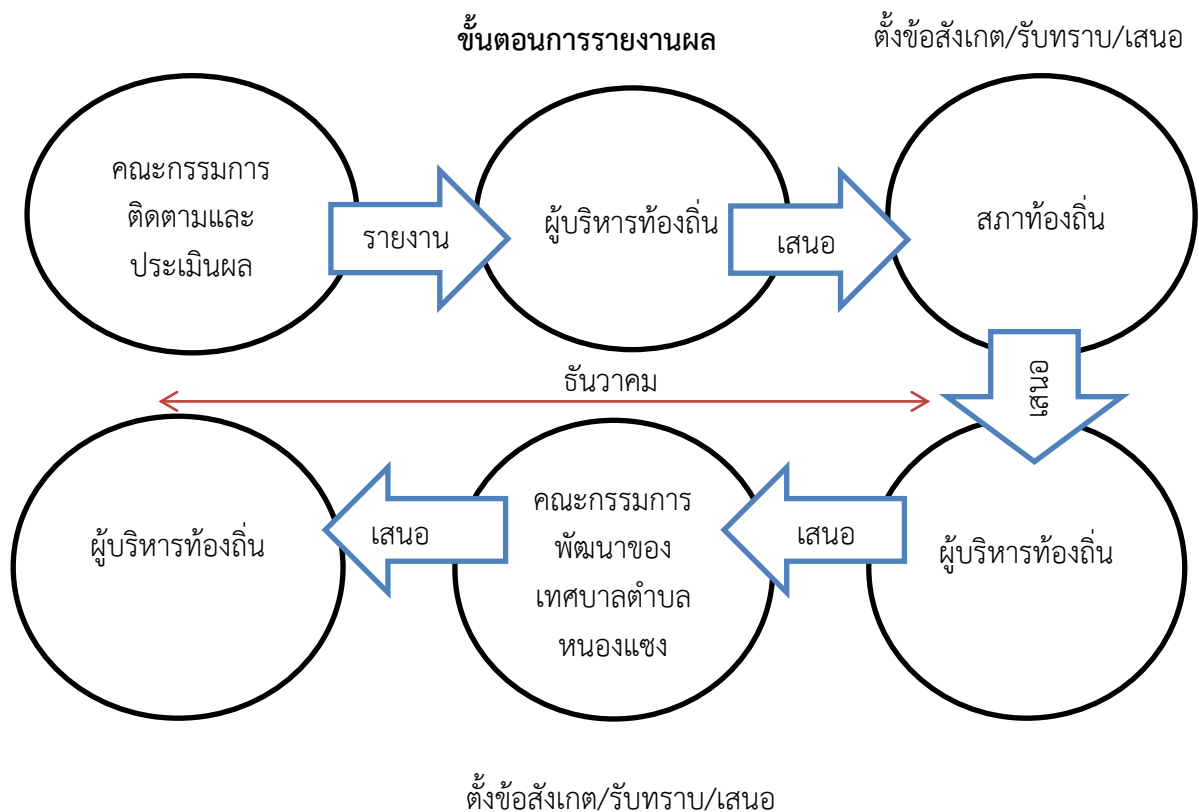 ขั้นตอนการรายงานผล
ตั้งข้อสังเกต/รับทราบ/เสนอ
คณะกรรมการ
ติดตามและ
ประเมินผล
รายงาน
ผู้บริหารท้องถิ่น
เสนอ
สภาท้องถิ่น
เสนอ
ธันวาคม
ผู้บริหารท้องถิ่น
เสนอ
คณะกรรมการ
พัฒนาของ
เทศบาลตำบล
หนองแซง
เสนอ
ผู้บริหารท้องถิ่น
ตั้งข้อสังเกต/รับทราบ/เสนอ